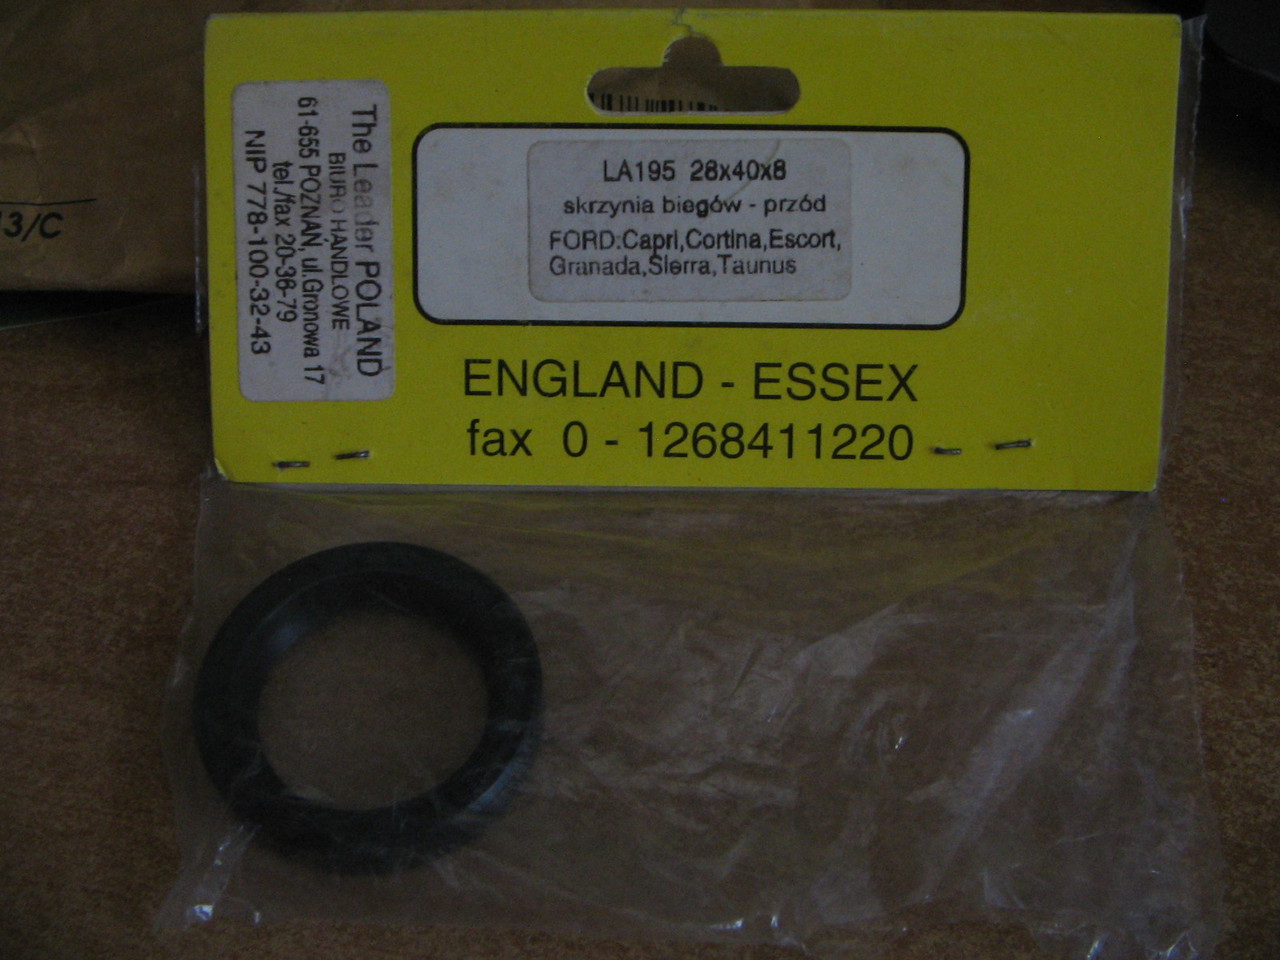 LA195 28x40x8
skrzynia biegów - przód
FORD:Capri,Cortina,Escort,
Granada,Sierra,Taunus
ENGLAND - ESSEX
fax 0 - 1268411220
The Leader POLAND
BIURO HANDLOWE
61-655 POZNAŃ, ul.Gronowa 17
tel./fax 20-36-79
NIP 778-100-32-43
13/C